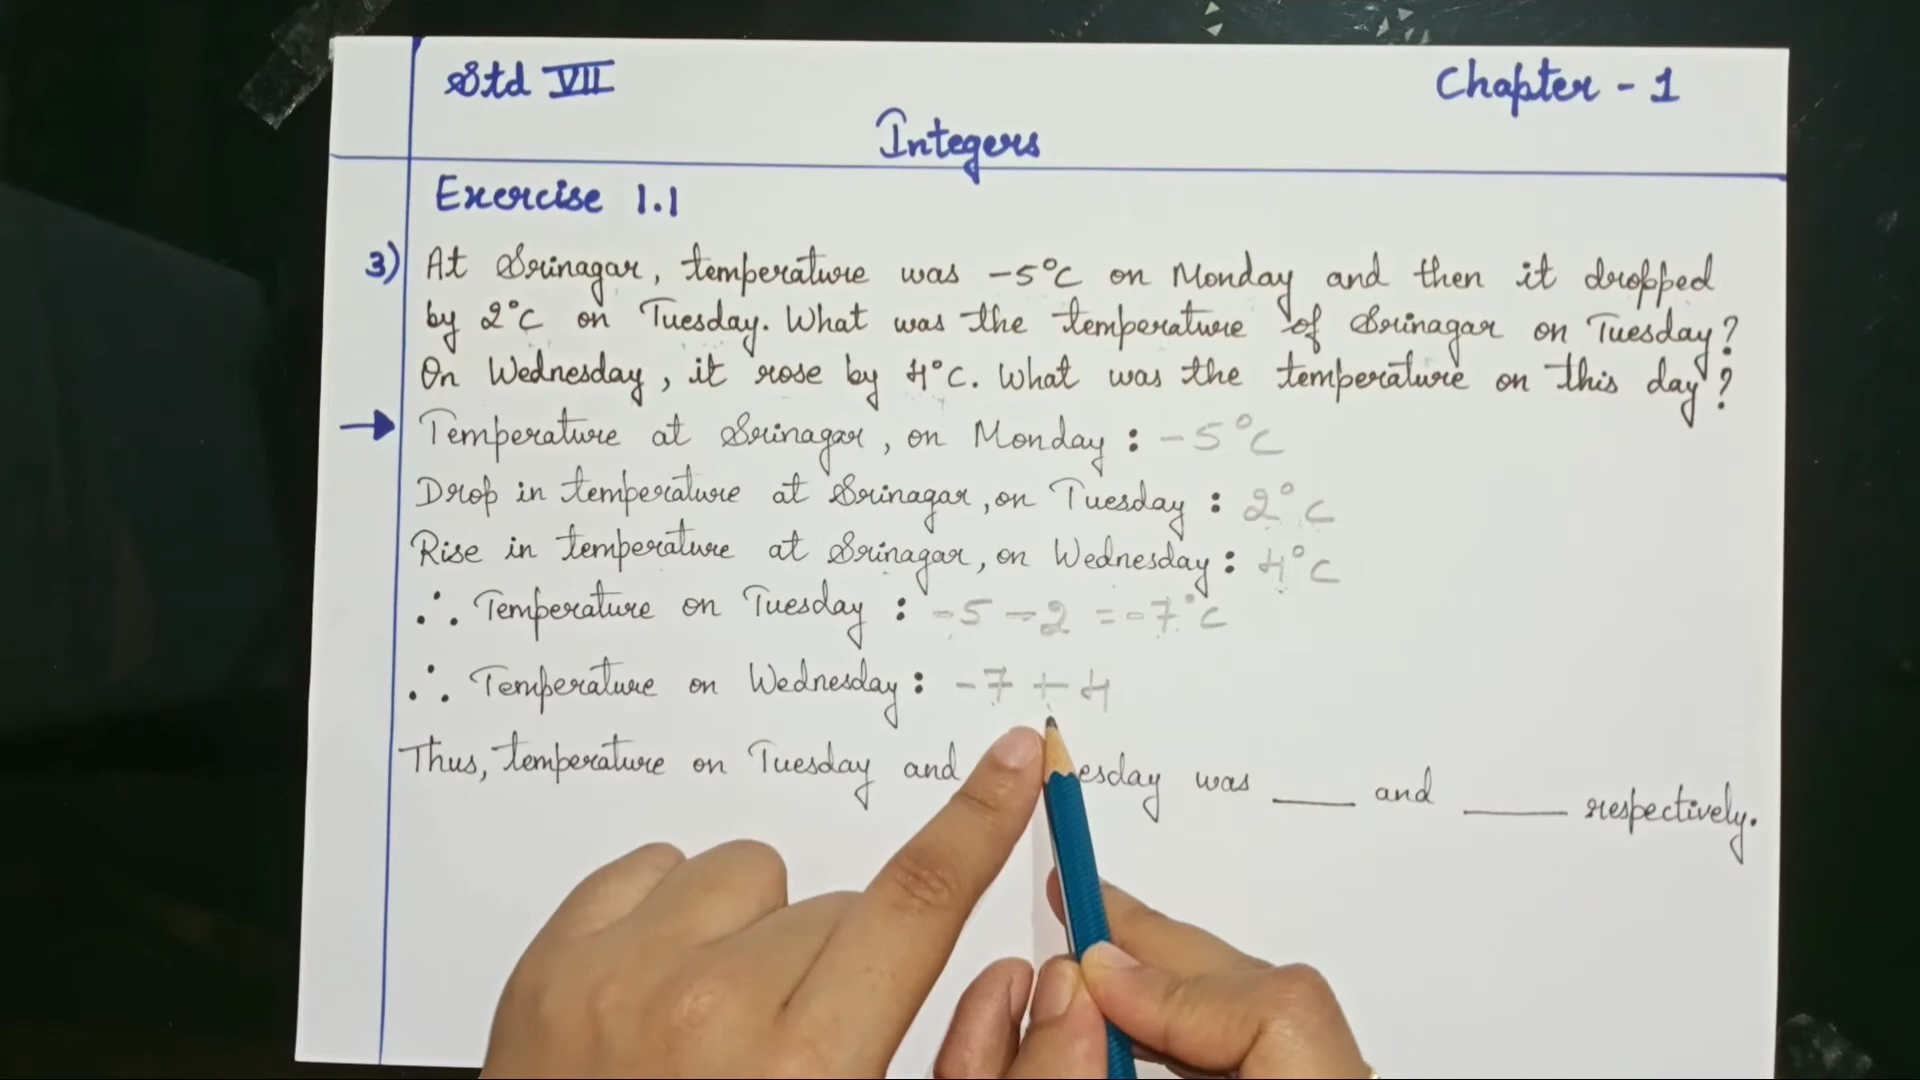 Std VII
Chapter - 1
Integers
Exercise 1.1
3) At Srinagar, temperature was -5°C on Monday and then it dropped
by 2°C on Tuesday. What was the temperature of Srinagar on Tuesday?
On Wednesday, it rose by 4°C. What was the temperature on this day?
→ Temperature at Srinagar, on Monday : -5°C
Drop in temperature at Srinagar, on Tuesday : 2°C
Rise in temperature at Srinagar, on Wednesday : 4°C
∴ Temperature on Tuesday : -5 - 2 = -7°C
∴ Temperature on Wednesday : -7 + 4
Thus, temperature on Tuesday and esday was ____ and ____ respectively.